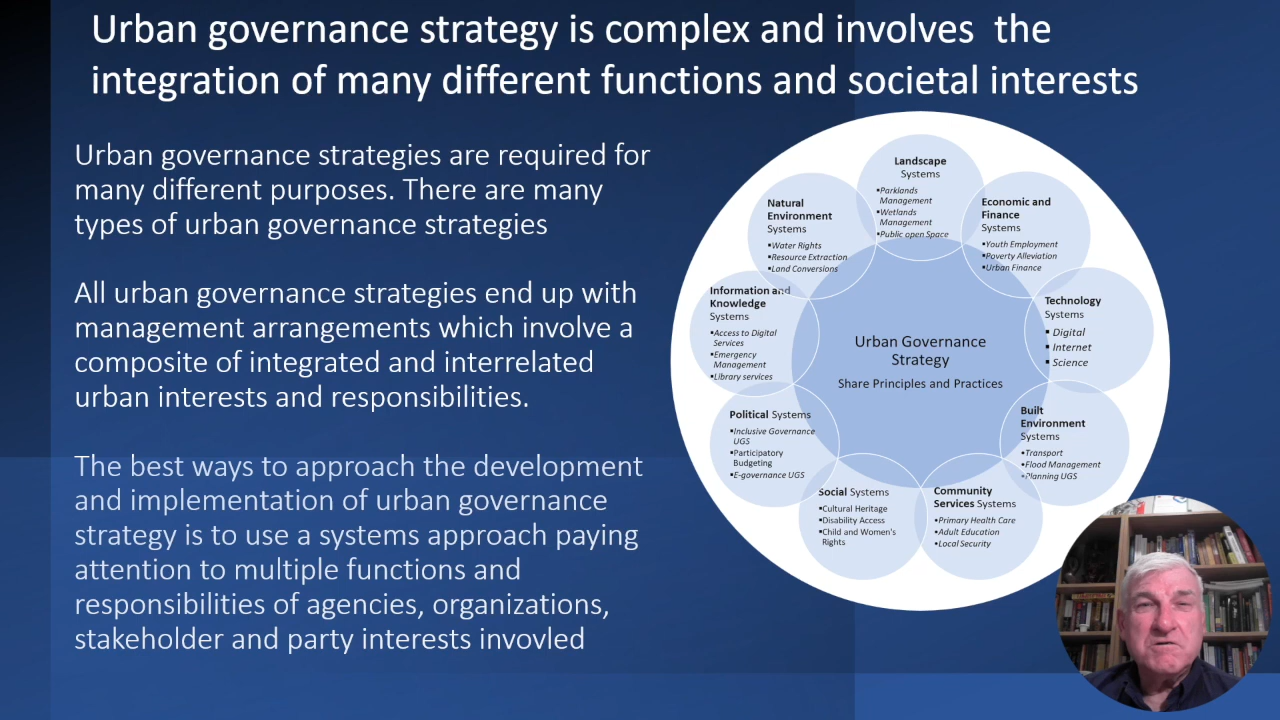 Urban governance strategy is complex and involves the
integration of many different functions and societal interests
Urban governance strategies are required for
many different purposes. There are many
types of urban governance strategies
All urban governance strategies end up with
management arrangements which involve a
composite of integrated and interrelated
urban interests and responsibilities.
The best ways to approach the development
and implementation of urban governance
strategy is to use a systems approach paying
attention to multiple functions and
responsibilities of agencies, organizations,
stakeholder and party interests invovled
Landscape
Systems
▪Parklands
Management
▪Wetlands
Management
▪Public open Space
Economic and
Finance
Systems
▪Youth Employment
▪Poverty Alleviation
▪Urban Finance
Technology
Systems
▪ Digital
▪ Internet
▪ Science
Built
Environment
Systems
▪Transport
▪Flood Management
▪Planning UGS
Community
Services Systems
▪Primary Health Care
▪Adult Education
▪Local Security
Social Systems
▪Cultural Heritage
▪Disability Access
▪Child and Women's
Rights
Political Systems
▪Inclusive Governance
UGS
▪Participatory
Budgeting
▪E-governance UGS
Information and
Knowledge
Systems
▪Access to Digital
Services
▪Emergency
Management
▪Library services
Natural
Environment
Systems
▪Water Rights
▪Resource Extraction
▪Land Conversions
Urban Governance
Strategy
Share Principles and Practices